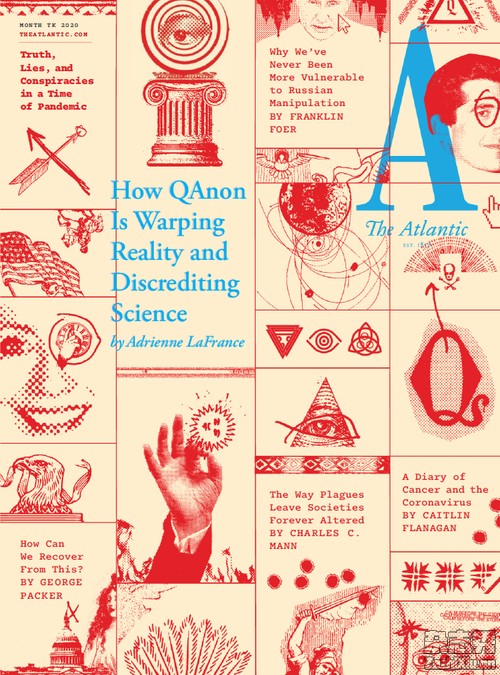 MONTH TK 2020
THEATLANTIC.COM
Truth,
Lies, and
Conspiracies
in a Time
of Pandemic
Why We've
Never Been
More Vulnerable
to Russian
Manipulation
BY FRANKLIN
FOER
A
The Atlantic
How QAnon
Is Warping
Reality and
Discrediting
Science
by Adrienne LaFrance
Qs
The Way Plagues
Leave Societies
Forever Altered
BY CHARLES C.
MANN
A Diary of
Cancer and the
Coronavirus
BY CAITLIN
FLANAGAN
How Can
We Recover
From This?
BY GEORGE
PACKER